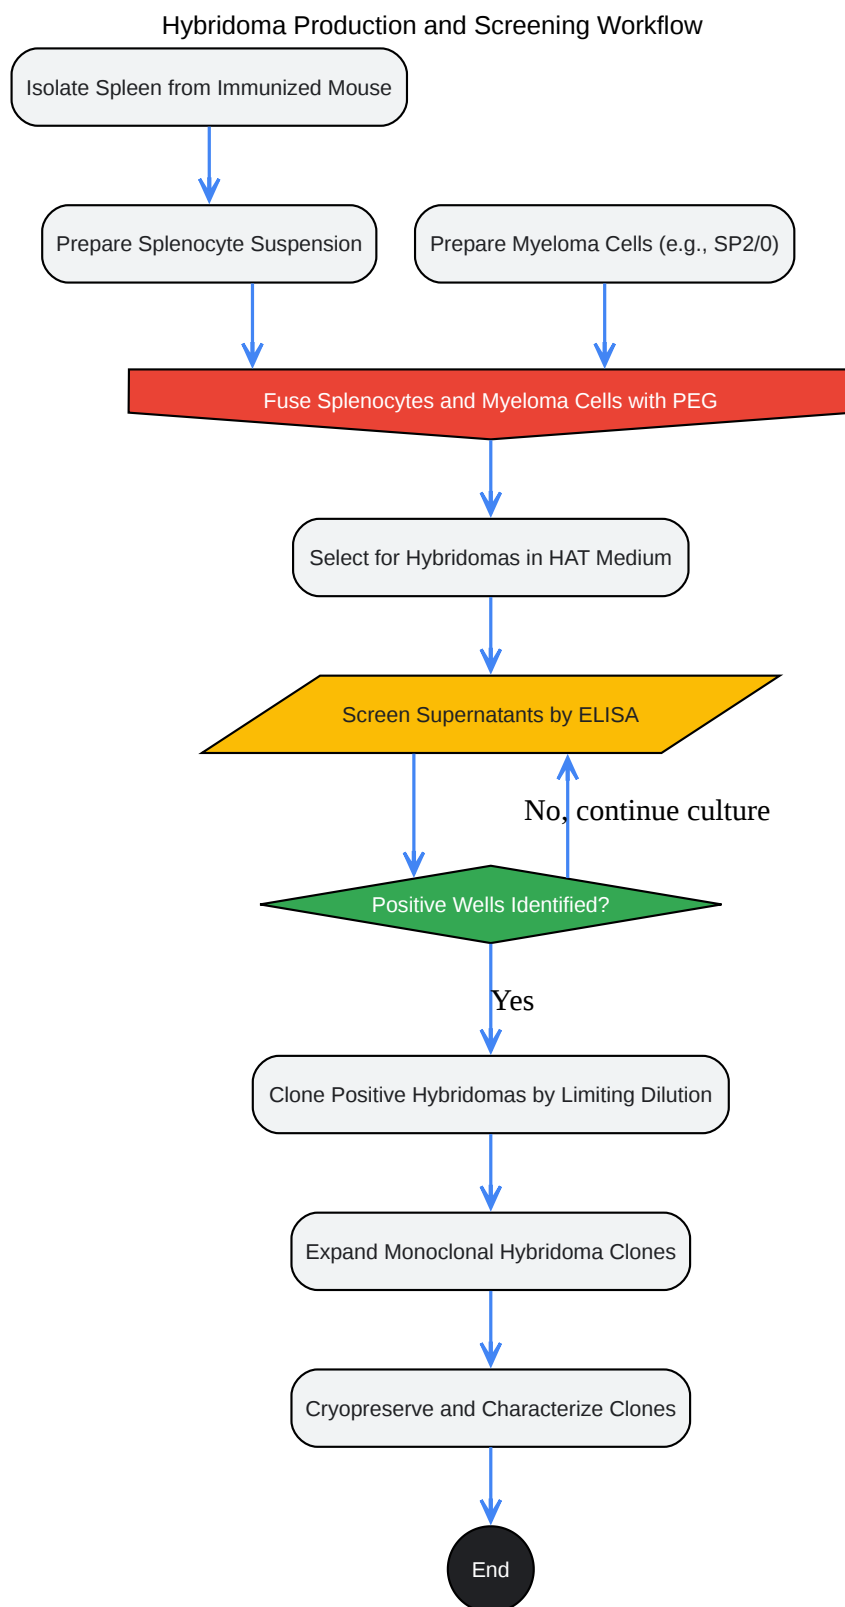 Hybridoma Production and Screening Workflow
Isolate Spleen from Immunized Mouse
Prepare Splenocyte Suspension
Prepare Myeloma Cells (e.g., SP2/0)
Fuse Splenocytes and Myeloma Cells with PEG
Select for Hybridomas in HAT Medium
Screen Supernatants by ELISA
No, continue culture
Positive Wells Identified?
Yes
Clone Positive Hybridomas by Limiting Dilution
Expand Monoclonal Hybridoma Clones
Cryopreserve and Characterize Clones
End